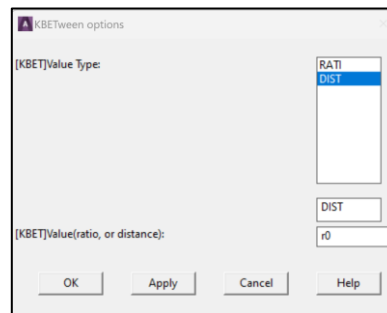 KBETween options
[KBET]Value Type:
RATI
DIST
DIST
[KBET]Value(ratio, or distance):
r0
OK
Apply
Cancel
Help